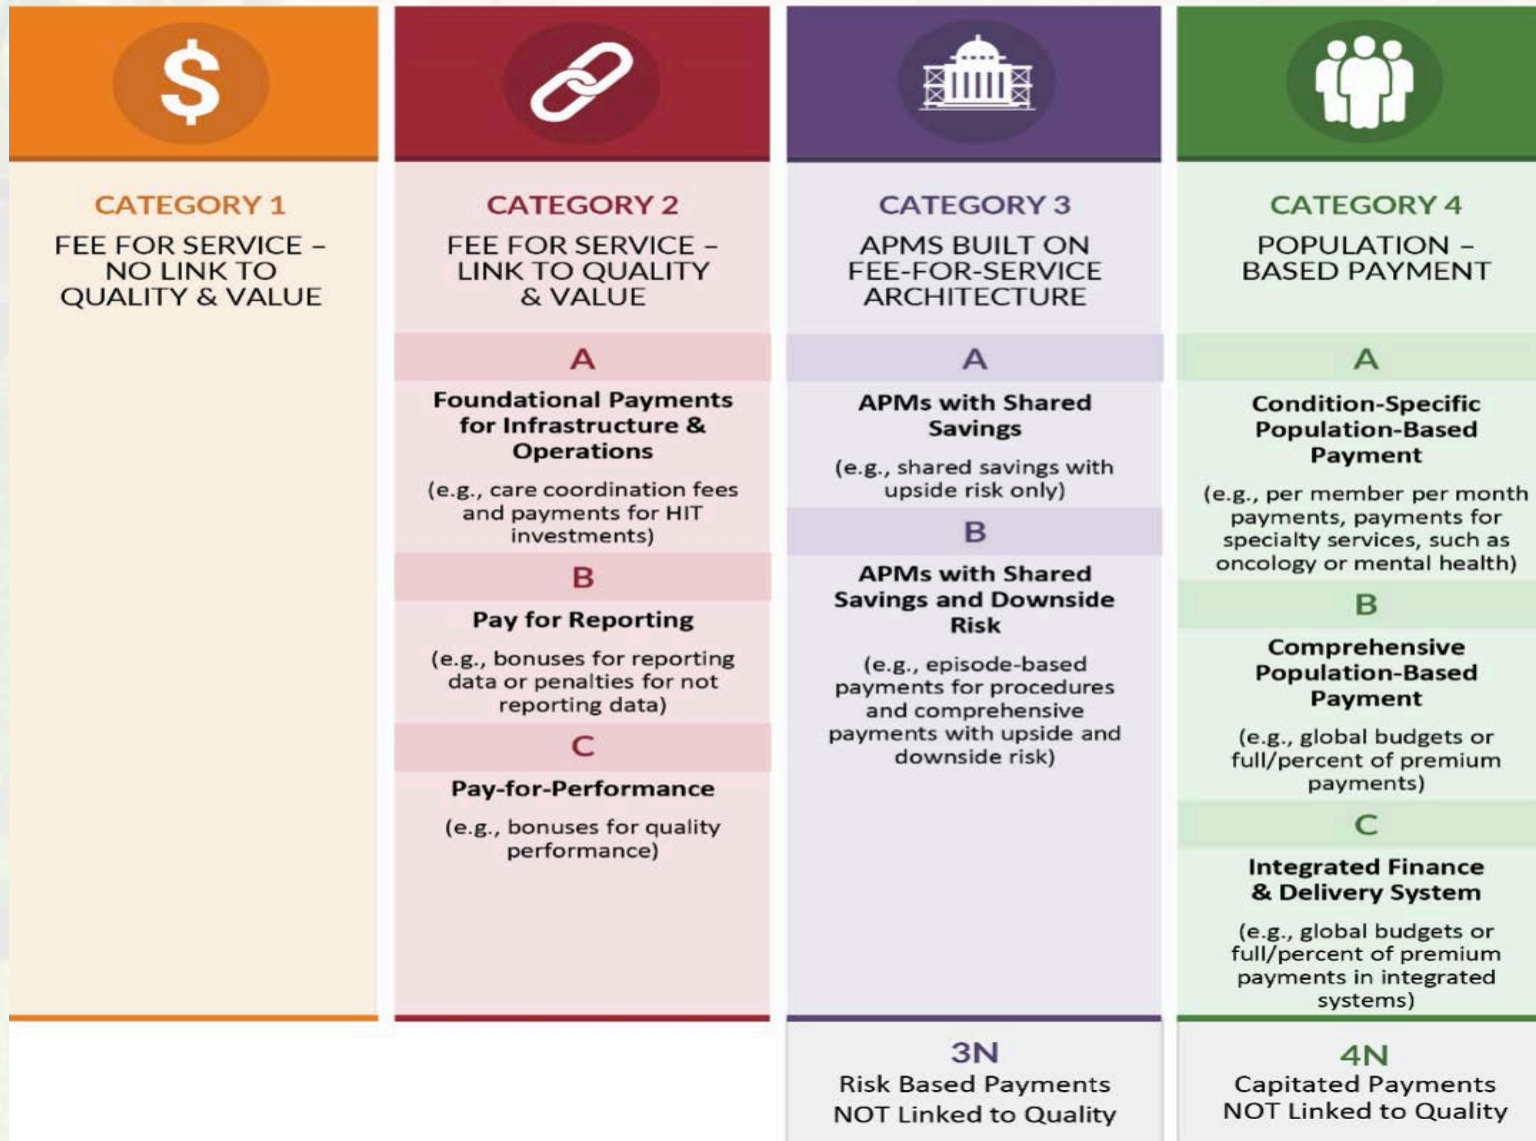 $
CATEGORY 1
FEE FOR SERVICE –
NO LINK TO
QUALITY & VALUE
CATEGORY 2
FEE FOR SERVICE –
LINK TO QUALITY
& VALUE
A
Foundational Payments
for Infrastructure &
Operations
(e.g., care coordination fees
and payments for HIT
investments)
B
Pay for Reporting
(e.g., bonuses for reporting
data or penalties for not
reporting data)
C
Pay-for-Performance
(e.g., bonuses for quality
performance)
CATEGORY 3
APMS BUILT ON
FEE-FOR-SERVICE
ARCHITECTURE
A
APMs with Shared
Savings
(e.g., shared savings with
upside risk only)
B
APMs with Shared
Savings and Downside
Risk
(e.g., episode-based
payments for procedures
and comprehensive
payments with upside and
downside risk)
3N
Risk Based Payments
NOT Linked to Quality
CATEGORY 4
POPULATION –
BASED PAYMENT
A
Condition-Specific
Population-Based
Payment
(e.g., per member per month
payments, payments for
specialty services, such as
oncology or mental health)
B
Comprehensive
Population-Based
Payment
(e.g., global budgets or
full/percent of premium
payments)
C
Integrated Finance
& Delivery System
(e.g., global budgets or
full/percent of premium
payments in integrated
systems)
4N
Capitated Payments
NOT Linked to Quality